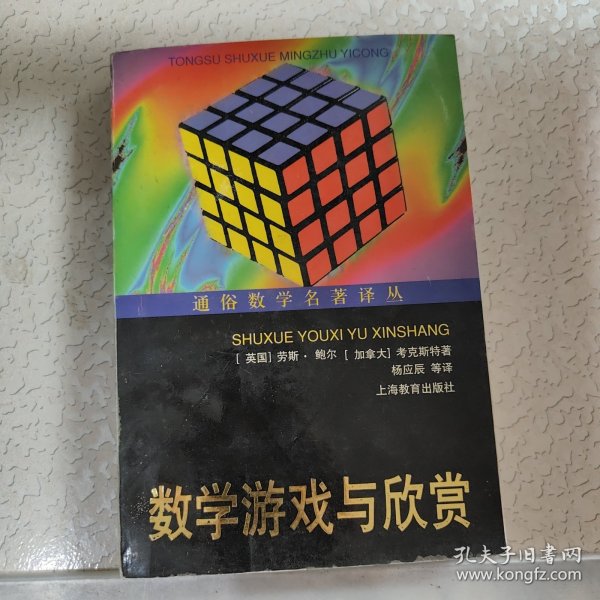 TONGSU SHUXUE MINGZHU YICONG
通俗数学名著译丛
SHUXUE YOUXI YU XINSHANG
[英国]劳斯·鲍尔 [加拿大]考克斯特著
杨应辰 等译
上海教育出版社
数学游戏与欣赏
孔夫子旧书网
www.kongfz.com